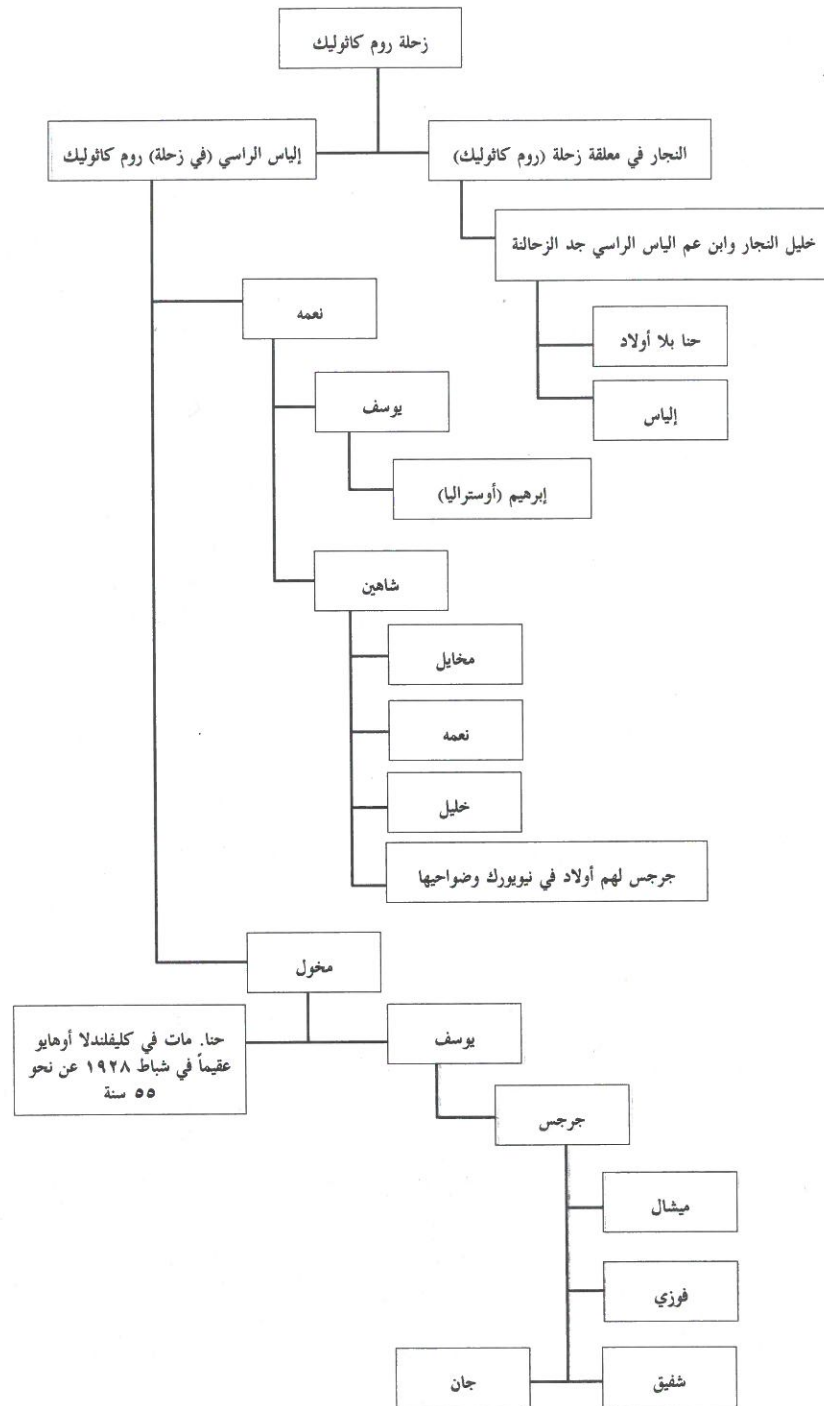 زحلة روم كاثوليك
النجار في معلقة زحلة (روم كاثوليك)
إلياس الراسي (في زحلة) روم كاثوليك
خليل النجار وابن عم الياس الراسي جد الزحالنة
حنا بلا أولاد
إلياس
نعمه
يوسف
إبرهيم (أوستراليا)
شاهين
مخايل
نعمه
خليل
جرجس لهم أولاد في نيويورك وضواحيها
مخول
يوسف
حنا. مات في كليفلندلا أوهايو
عقيماً في شباط ١٩٢٨ عن نحو
٥٥ سنة
جرجس
ميشال
فوزي
شفيق
جان